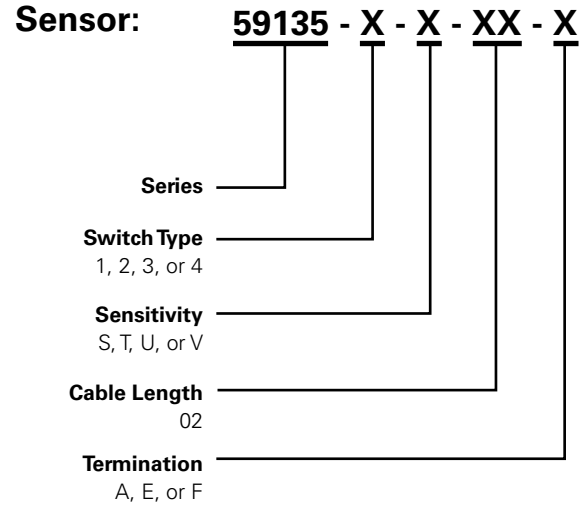 Sensor: 59135 - X - X - XX - X
Series
Switch Type
1, 2, 3, or 4
Sensitivity
S, T, U, or V
Cable Length
02
Termination
A, E, or F